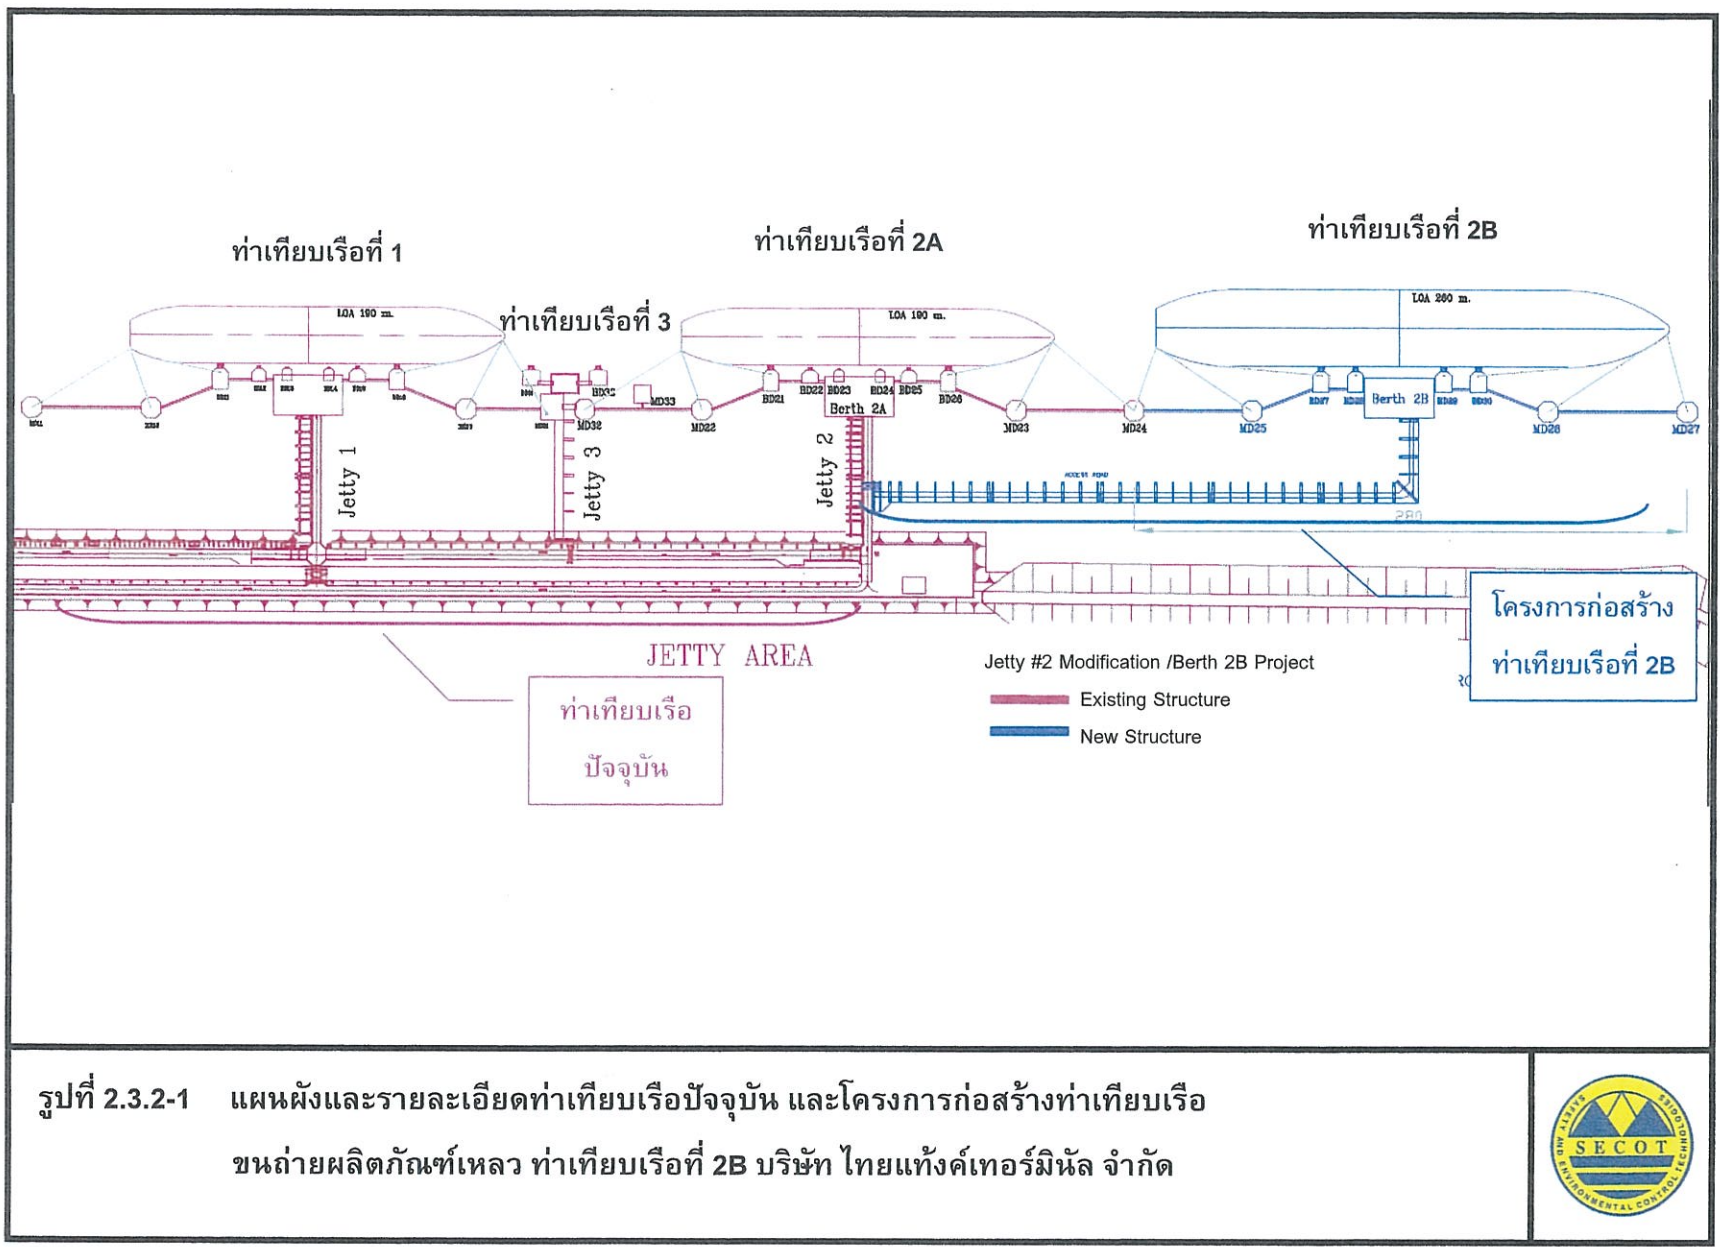 ท่าเทียบเรือที่ 1
ท่าเทียบเรือที่ 2A
ท่าเทียบเรือที่ 2B
ท่าเทียบเรือที่ 3
LOA 190 m.
LOA 190 m.
LOA 260 m.
MD32
MD33
MD22
BD21
BD22
BD23
BD24
BD25
BD26
Berth 2A
MD23
MD24
MD25
Berth 2B
MD26
MD27
Jetty 1
Jetty 3
Jetty 2
ACCESS ROAD
280
JETTY AREA
ท่าเทียบเรือ
ปัจจุบัน
โครงการก่อสร้าง
ท่าเทียบเรือที่ 2B
Jetty #2 Modification /Berth 2B Project
Existing Structure
New Structure
รูปที่ 2.3.2-1 แผนผังและรายละเอียดท่าเทียบเรือปัจจุบัน และโครงการก่อสร้างท่าเทียบเรือ
ขนถ่ายผลิตภัณฑ์เหลว ท่าเทียบเรือที่ 2B บริษัท ไทยแท้งค์เทอร์มินัล จำกัด
SECOT
SAFETY AND ENVIRONMENTAL CONTROL TECHNOLOGIES